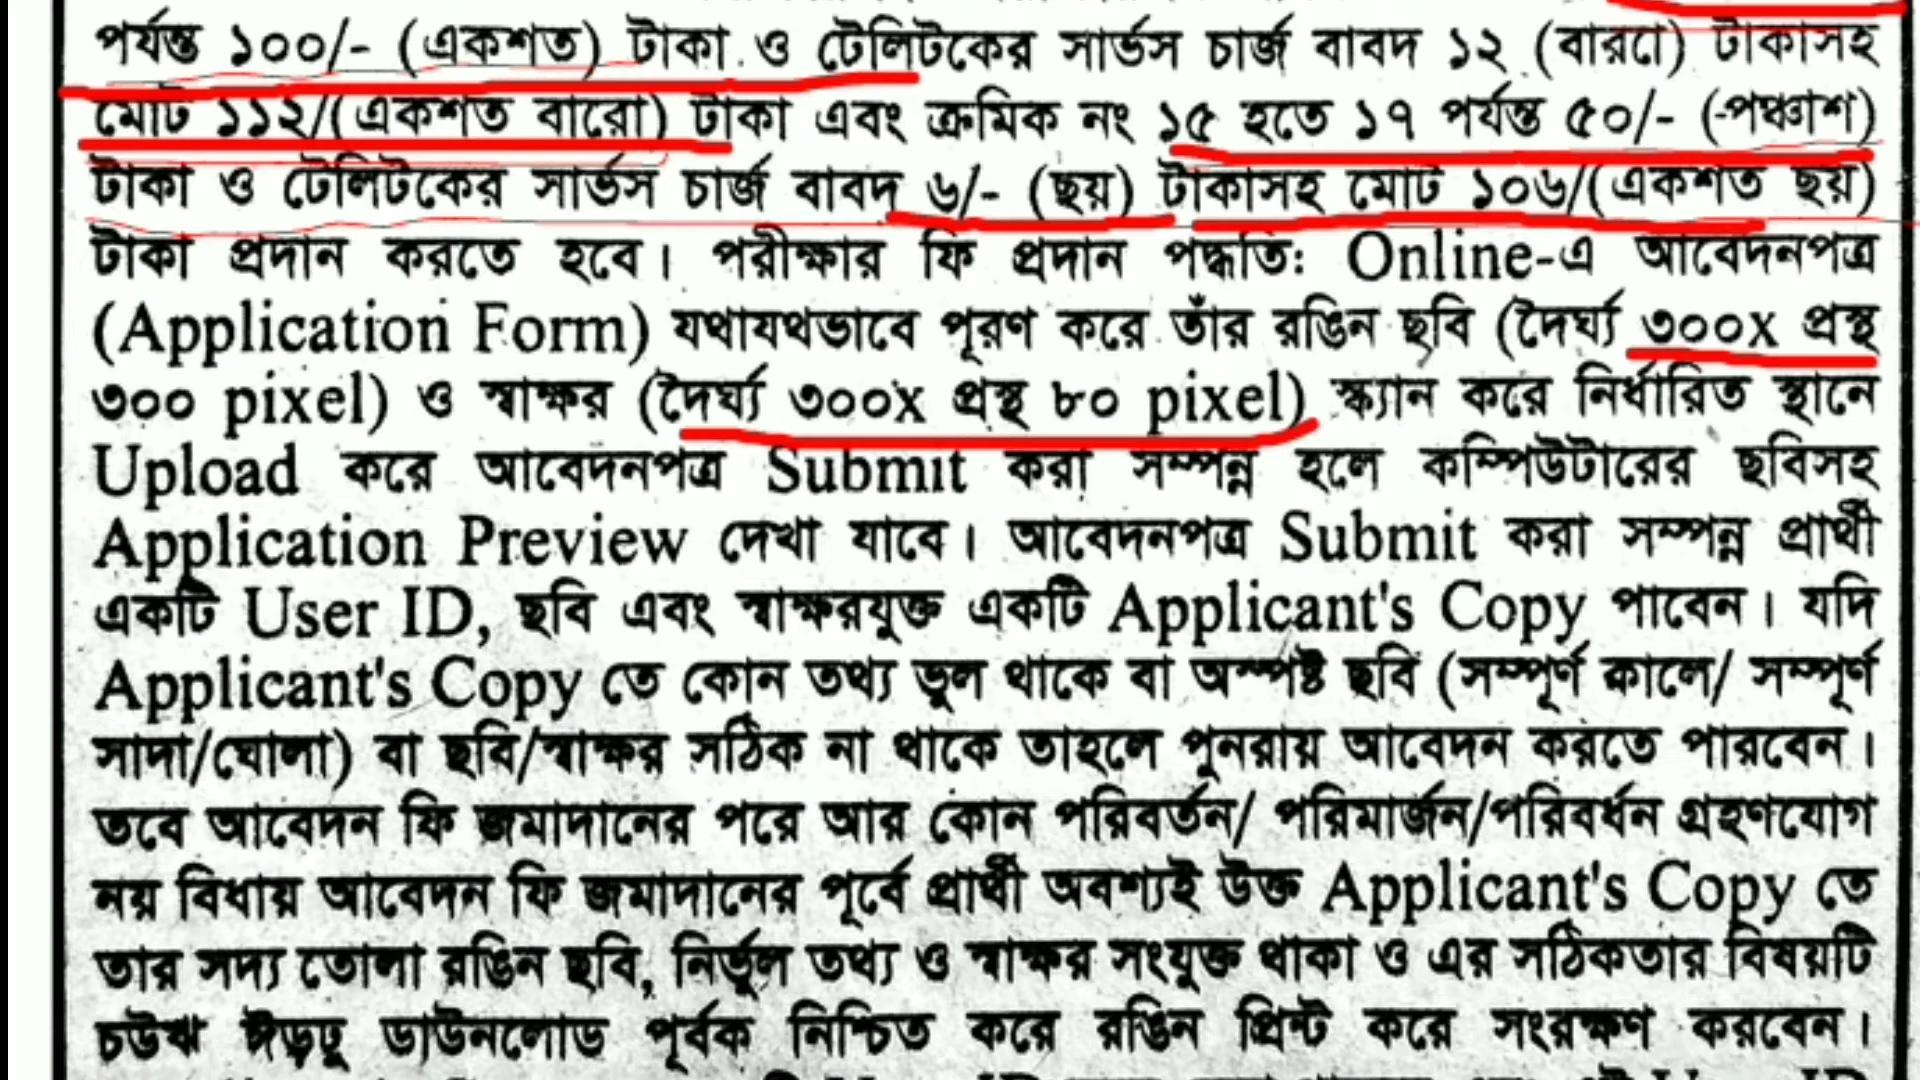 পর্যন্ত ১০০/- (একশত) টাকা ও টেলিটকের সার্ভস চার্জ বাবদ ১২ (বারো) টাকাসহ
মোট ১১২/(একশত বারো) টাকা এবং ক্রমিক নং ১৫ হতে ১৭ পর্যন্ত ৫০/- (পঞ্চাশ)
টাকা ও টেলিটকের সার্ভস চার্জ বাবদ ৬/- (ছয়) টাকাসহ মোট ১০৬/(একশত ছয়)
টাকা প্রদান করতে হবে। পরীক্ষার ফি প্রদান পদ্ধতিঃ Online-এ আবেদনপত্র
(Application Form) যথাযথভাবে পূরণ করে তাঁর রঙিন ছবি (দৈর্ঘ্য ৩০০x প্রস্থ
৩০০ pixel) ও স্বাক্ষর (দৈর্ঘ্য ৩০০x প্রস্থ ৮০ pixel) স্ক্যান করে নির্ধারিত স্থানে
Upload করে আবেদনপত্র Submit করা সম্পন্ন হলে কম্পিউটারের ছবিসহ
Application Preview দেখা যাবে। আবেদনপত্র Submit করা সম্পন্ন প্রার্থী
একটি User ID, ছবি এবং স্বাক্ষরযুক্ত একটি Applicant's Copy পাবেন। যদি
Applicant's Copy তে কোন তথ্য ভুল থাকে বা অস্পষ্ট ছবি (সম্পূর্ণ কালো/ সম্পূর্ণ
সাদা/ঘোলা) বা ছবি/স্বাক্ষর সঠিক না থাকে তাহলে পুনরায় আবেদন করতে পারবেন।
তবে আবেদন ফি জমাদানের পরে আর কোন পরিবর্তন/ পরিমার্জন/পরিবর্ধন গ্রহণযোগ
নয় বিধায় আবেদন ফি জমাদানের পূর্বে প্রার্থী অবশ্যই উক্ত Applicant's Copy তে
তার সদ্য তোলা রঙিন ছবি, নির্ভুল তথ্য ও স্বাক্ষর সংযুক্ত থাকা ও এর সঠিকতার বিষয়টি
চউঋ ঈড়ঢু ডাউনলোড পূর্বক নিশ্চিত করে রঙিন প্রিন্ট করে সংরক্ষণ করবেন।